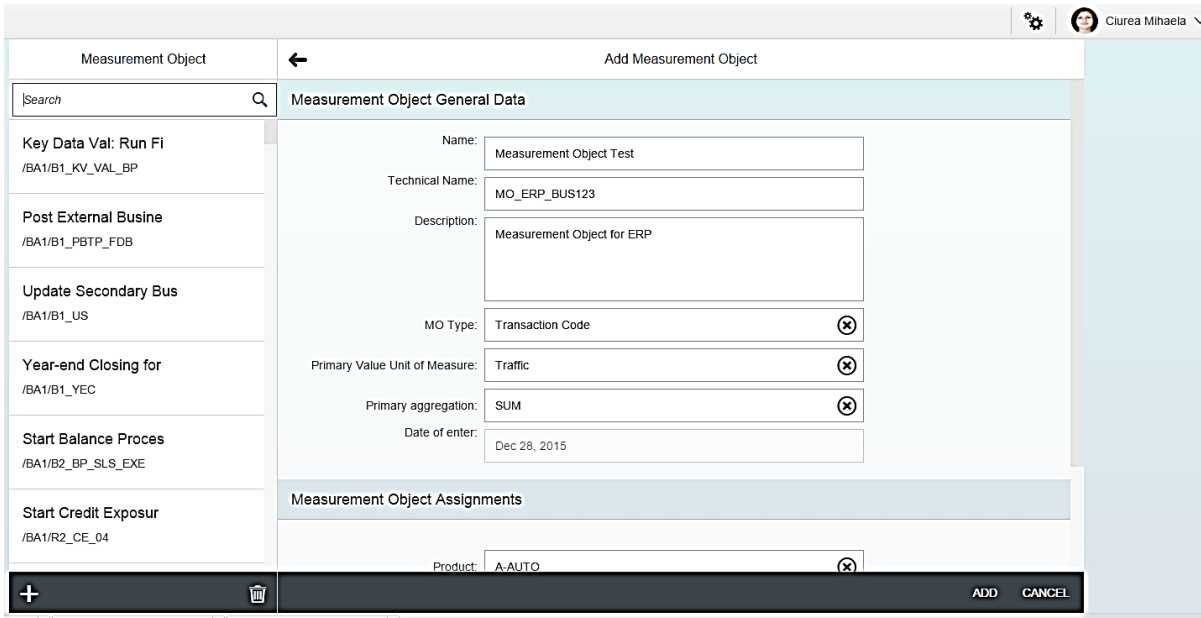 Ciurea Mihaela
Measurement Object
Add Measurement Object
Search
Measurement Object General Data
Key Data Val: Run Fi
/BA1/B1_KV_VAL_BP
Post External Busine
/BA1/B1_PBTP_FDB
Update Secondary Bus
/BA1/B1_US
Year-end Closing for
/BA1/B1_YEC
Start Balance Proces
/BA1/B2_BP_SLS_EXE
Start Credit Exposur
/BA1/R2_CE_04
Name: Measurement Object Test
Technical Name: MO_ERP_BUS123
Description: Measurement Object for ERP
MO Type: Transaction Code
Primary Value Unit of Measure: Traffic
Primary aggregation: SUM
Date of enter: Dec 28, 2015
Measurement Object Assignments
Product: A-AUTO
ADD CANCEL